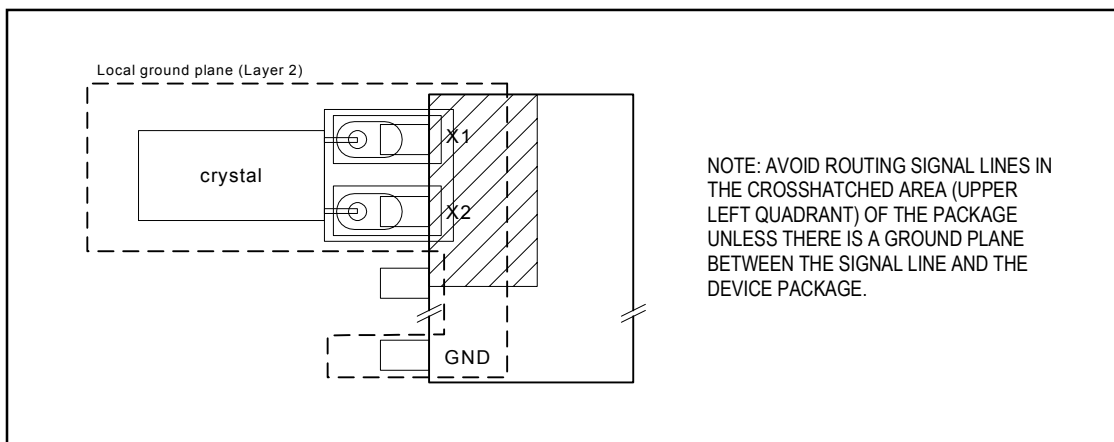 Local ground plane (Layer 2)
X1
crystal
X2
GND
NOTE: AVOID ROUTING SIGNAL LINES IN
THE CROSSHATCHED AREA (UPPER
LEFT QUADRANT) OF THE PACKAGE
UNLESS THERE IS A GROUND PLANE
BETWEEN THE SIGNAL LINE AND THE
DEVICE PACKAGE.